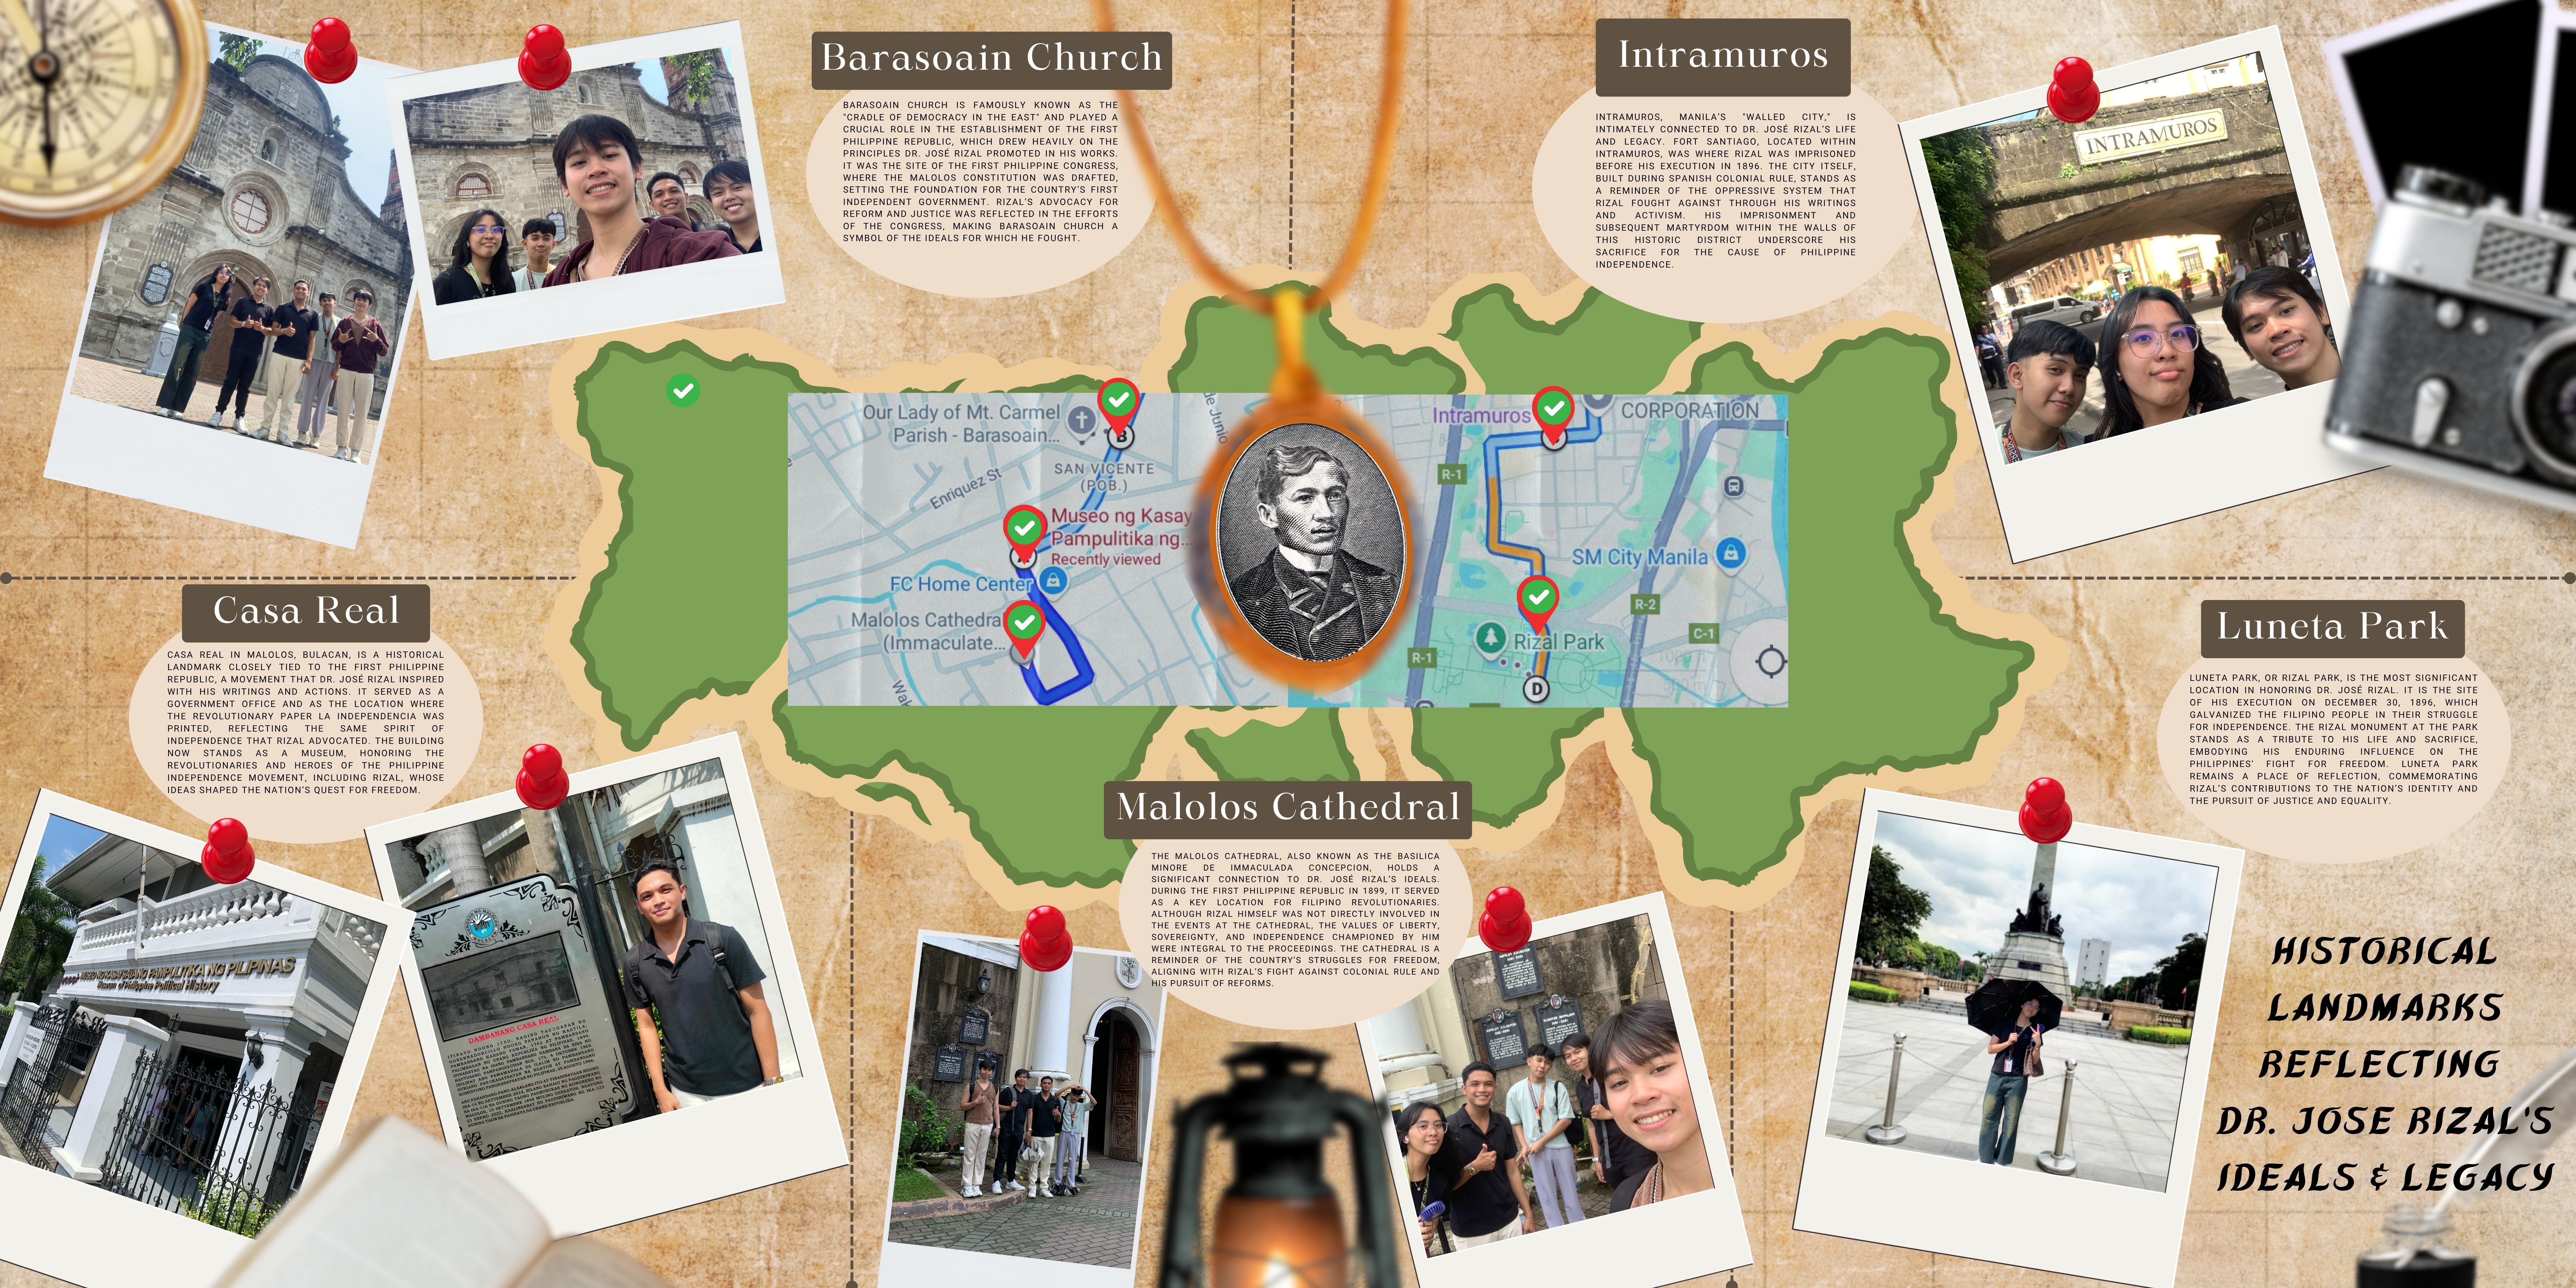 Barasoain Church
BARASOAIN CHURCH IS FAMOUSLY KNOWN AS THE
"CRADLE OF DEMOCRACY IN THE EAST" AND PLAYED A
CRUCIAL ROLE IN THE ESTABLISHMENT OF THE FIRST
PHILIPPINE REPUBLIC, WHICH DREW HEAVILY ON THE
PRINCIPLES DR. JOSÉ RIZAL PROMOTED IN HIS WORKS.
IT WAS THE SITE OF THE FIRST PHILIPPINE CONGRESS,
WHERE THE MALOLOS CONSTITUTION WAS DRAFTED,
SETTING THE FOUNDATION FOR THE COUNTRY'S FIRST
INDEPENDENT GOVERNMENT. RIZAL'S ADVOCACY FOR
REFORM AND JUSTICE WAS REFLECTED IN THE EFFORTS
OF THE CONGRESS, MAKING BARASOAIN CHURCH A
SYMBOL OF THE IDEALS FOR WHICH HE FOUGHT.
Intramuros
INTRAMUROS, MANILA'S "WALLED CITY," IS
INTIMATELY CONNECTED TO DR. JOSÉ RIZAL'S LIFE
AND LEGACY. FORT SANTIAGO, LOCATED WITHIN
INTRAMUROS, WAS WHERE RIZAL WAS IMPRISONED
BEFORE HIS EXECUTION IN 1896. THE CITY ITSELF,
BUILT DURING SPANISH COLONIAL RULE, STANDS AS
A REMINDER OF THE OPPRESSIVE SYSTEM THAT
RIZAL FOUGHT AGAINST THROUGH HIS WRITINGS
AND ACTIVISM. HIS IMPRISONMENT AND
SUBSEQUENT MARTYRDOM WITHIN THE WALLS OF
THIS HISTORIC DISTRICT UNDERSCORE HIS
SACRIFICE FOR THE CAUSE OF PHILIPPINE
INDEPENDENCE.
INTRAMUROS
Our Lady of Mt. Carmel
Parish - Barasoain...
B
SAN VICENTE
(POB.)
Enriquez St
de Junio
Museo ng Kasay
Pampulitika ng...
Recently viewed
FC Home Center
Malolos Cathedra
(Immaculate...
Intramuros
CORPORATION
R-1
SM City Manila
R-2
C-1
Rizal Park
R-1
D
Casa Real
CASA REAL IN MALOLOS, BULACAN, IS A HISTORICAL
LANDMARK CLOSELY TIED TO THE FIRST PHILIPPINE
REPUBLIC, A MOVEMENT THAT DR. JOSÉ RIZAL INSPIRED
WITH HIS WRITINGS AND ACTIONS. IT SERVED AS A
GOVERNMENT OFFICE AND AS THE LOCATION WHERE
THE REVOLUTIONARY PAPER LA INDEPENDENCIA WAS
PRINTED, REFLECTING THE SAME SPIRIT OF
INDEPENDENCE THAT RIZAL ADVOCATED. THE BUILDING
NOW STANDS AS A MUSEUM, HONORING THE
REVOLUTIONARIES AND HEROES OF THE PHILIPPINE
INDEPENDENCE MOVEMENT, INCLUDING RIZAL, WHOSE
IDEAS SHAPED THE NATION'S QUEST FOR FREEDOM.
MUSEO NG KASAYSAYANG PAMPULITIKA NG PILIPINAS
Museum of Philippine Political History
DAMBANANG CASA REAL
Malolos Cathedral
THE MALOLOS CATHEDRAL, ALSO KNOWN AS THE BASILICA
MINORE DE IMMACULADA CONCEPCION, HOLDS A
SIGNIFICANT CONNECTION TO DR. JOSÉ RIZAL'S IDEALS.
DURING THE FIRST PHILIPPINE REPUBLIC IN 1899, IT SERVED
AS A KEY LOCATION FOR FILIPINO REVOLUTIONARIES.
ALTHOUGH RIZAL HIMSELF WAS NOT DIRECTLY INVOLVED IN
THE EVENTS AT THE CATHEDRAL, THE VALUES OF LIBERTY,
SOVEREIGNTY, AND INDEPENDENCE CHAMPIONED BY HIM
WERE INTEGRAL TO THE PROCEEDINGS. THE CATHEDRAL IS A
REMINDER OF THE COUNTRY'S STRUGGLES FOR FREEDOM,
ALIGNING WITH RIZAL'S FIGHT AGAINST COLONIAL RULE AND
HIS PURSUIT OF REFORMS.
Luneta Park
LUNETA PARK, OR RIZAL PARK, IS THE MOST SIGNIFICANT
LOCATION IN HONORING DR. JOSÉ RIZAL. IT IS THE SITE
OF HIS EXECUTION ON DECEMBER 30, 1896, WHICH
GALVANIZED THE FILIPINO PEOPLE IN THEIR STRUGGLE
FOR INDEPENDENCE. THE RIZAL MONUMENT AT THE PARK
STANDS AS A TRIBUTE TO HIS LIFE AND SACRIFICE,
EMBODYING HIS ENDURING INFLUENCE ON THE
PHILIPPINES' FIGHT FOR FREEDOM. LUNETA PARK
REMAINS A PLACE OF REFLECTION, COMMEMORATING
RIZAL'S CONTRIBUTIONS TO THE NATION'S IDENTITY AND
THE PURSUIT OF JUSTICE AND EQUALITY.
HISTORICAL
LANDMARKS
REFLECTING
DR. JOSE RIZAL'S
IDEALS & LEGACY